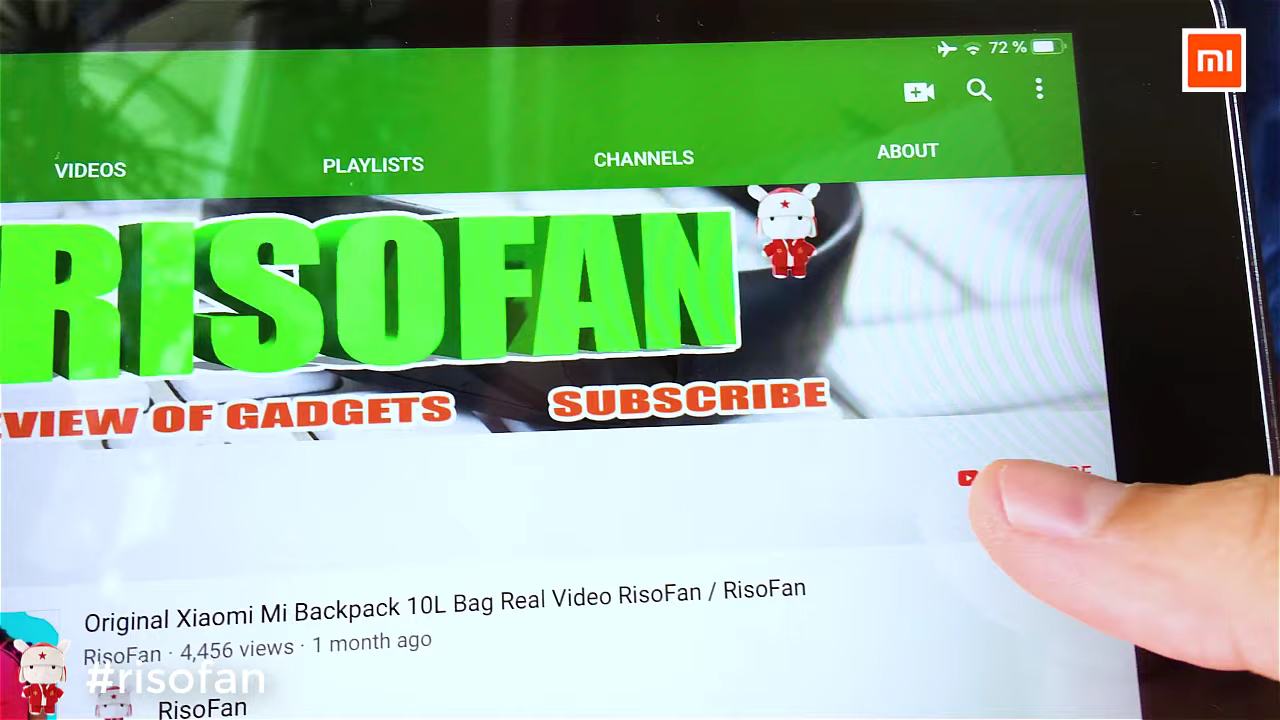 72 %
mi
VIDEOS
PLAYLISTS
CHANNELS
ABOUT
RISOFAN
EVIEW OF GADGETS
SUBSCRIBE
Original Xiaomi Mi Backpack 10L Bag Real Video RisoFan / RisoFan
RisoFan · 4,456 views · 1 month ago
#risofan
RisoFan